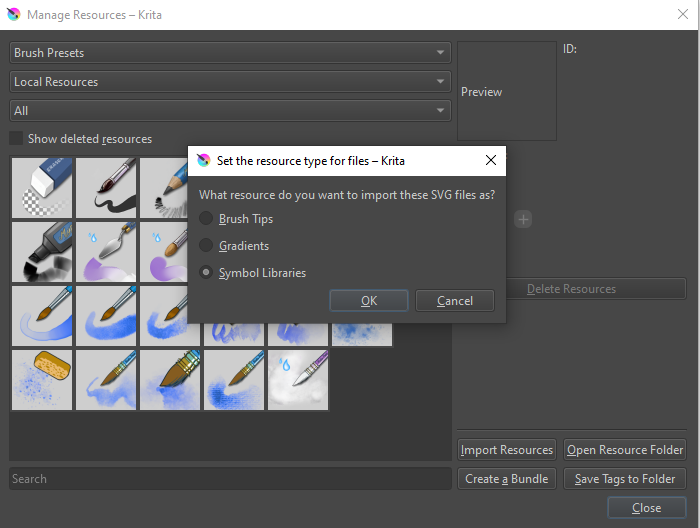 Manage Resources – Krita
Brush Presets
ID:
Local Resources
Preview
All
Show deleted resources
Set the resource type for files – Krita
What resource do you want to import these SVG files as?
Brush Tips
Gradients
Symbol Libraries
OK
Cancel
Delete Resources
Import Resources
Open Resource Folder
Search
Create a Bundle
Save Tags to Folder
Close